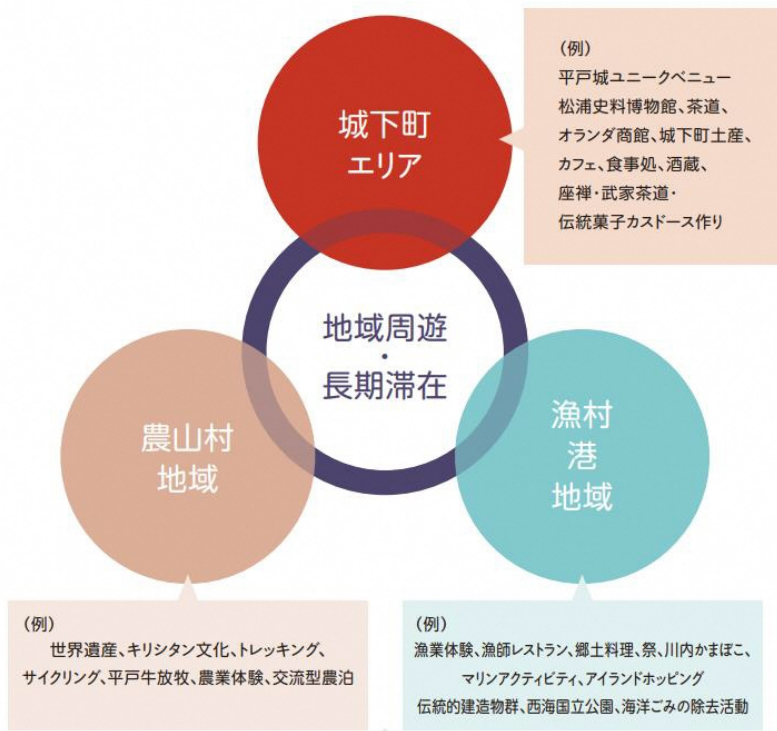 城下町
エリア
(例)
平戸城ユニークベニュー
松浦史料博物館、茶道、
オランダ商館、城下町土産、
カフェ、食事処、酒蔵、
座禅・武家茶道・
伝統菓子カスドース作り
地域周遊
・
長期滞在
農山村
地域
漁村
港
地域
(例)
世界遺産、キリシタン文化、トレッキング、
サイクリング、平戸牛放牧、農業体験、交流型農泊
(例)
漁業体験、漁師レストラン、郷土料理、祭、川内かまぼこ、
マリンアクティビティ、アイランドホッピング
伝統的建造物群、西海国立公園、海洋ごみの除去活動